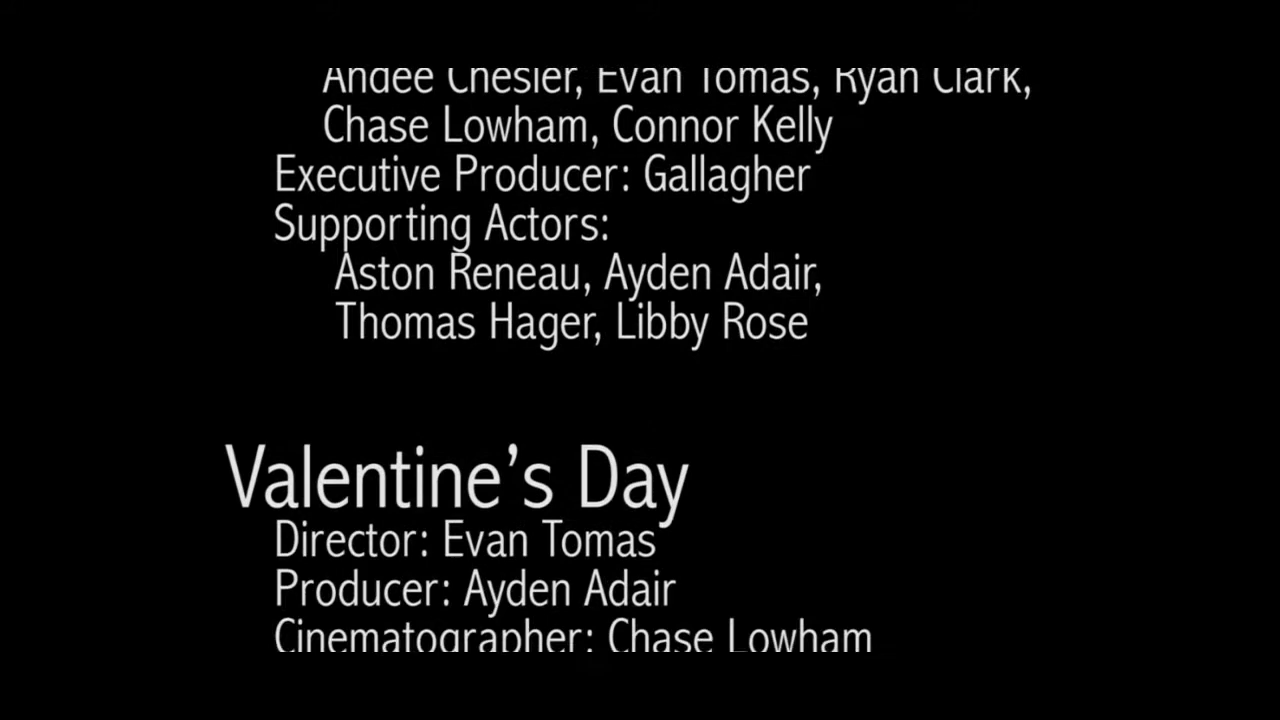 Andee Chesler, Evan Tomas, Ryan Clark,
Chase Lowham, Connor Kelly
Executive Producer: Gallagher
Supporting Actors:
Aston Reneau, Ayden Adair,
Thomas Hager, Libby Rose
Valentine’s Day
Director: Evan Tomas
Producer: Ayden Adair
Cinematographer: Chase Lowham